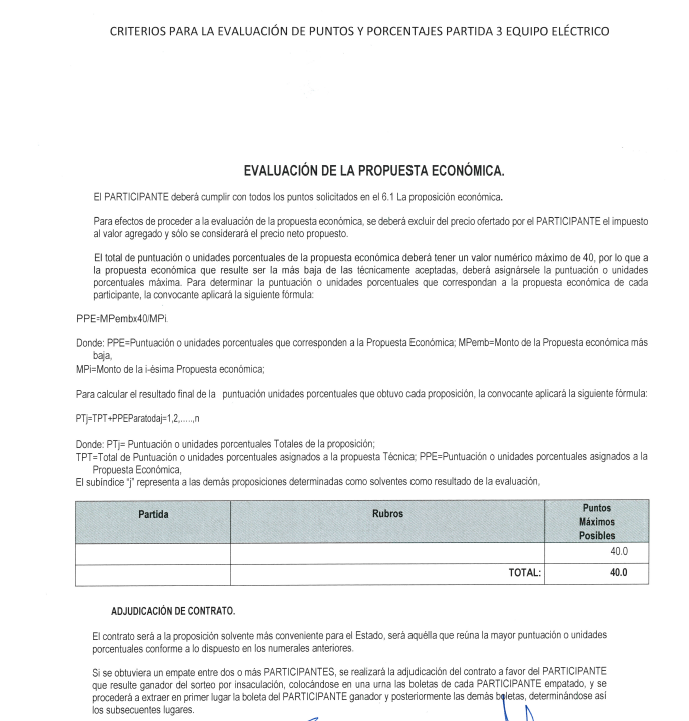 CRITERIOS PARA LA EVALUACIÓN DE PUNTOS Y PORCENTAJES PARTIDA 3 EQUIPO ELÉCTRICO
EVALUACIÓN DE LA PROPUESTA ECONÓMICA.
El PARTICIPANTE deberá cumplir con todos los puntos solicitados en el 6.1 La proposición económica.
Para efectos de proceder a la evaluación de la propuesta económica, se deberá excluir del precio ofertado por el PARTICIPANTE el impuesto
al valor agregado y sólo se considerará el precio neto propuesto.
El total de puntuación o unidades porcentuales de la propuesta económica deberá tener un valor numérico máximo de 40, por lo que a
la propuesta económica que resulte ser la más baja de las técnicamente aceptadas, deberá asignársele la puntuación o unidades
porcentuales máxima. Para determinar la puntuación o unidades porcentuales que correspondan a la propuesta económica de cada
participante, la convocante aplicará la siguiente fórmula:
PPE=MPembx40/MPi.
Donde: PPE=Puntuación o unidades porcentuales que corresponden a la Propuesta Económica; MPemb=Monto de la Propuesta económica más
baja,
MPi=Monto de la i-ésima Propuesta económica;
Para calcular el resultado final de la puntuación unidades porcentuales que obtuvo cada proposición, la convocante aplicará la siguiente fórmula:
PTj=TPT+PPEParatodaj=1,2,.....,n
Donde: PTj= Puntuación o unidades porcentuales Totales de la proposición;
TPT=Total de Puntuación o unidades porcentuales asignados a la propuesta Técnica; PPE=Puntuación o unidades porcentuales asignados a la
Propuesta Económica,
El subíndice "j" representa a las demás proposiciones determinadas como solventes como resultado de la evaluación,
Partida Rubros Puntos
Máximos
Posibles
40.0
TOTAL: 40.0
ADJUDICACIÓN DE CONTRATO.
El contrato será a la proposición solvente más conveniente para el Estado, será aquélla que reúna la mayor puntuación o unidades
porcentuales conforme a lo dispuesto en los numerales anteriores.
Si se obtuviera un empate entre dos o más PARTICIPANTES, se realizará la adjudicación del contrato a favor del PARTICIPANTE
que resulte ganador del sorteo por insaculación, colocándose en una urna las boletas de cada PARTICIPANTE empatado, y se
procederá a extraer en primer lugar la boleta del PARTICIPANTE ganador y posteriormente las demás boletas, determinándose así
los subsecuentes lugares.